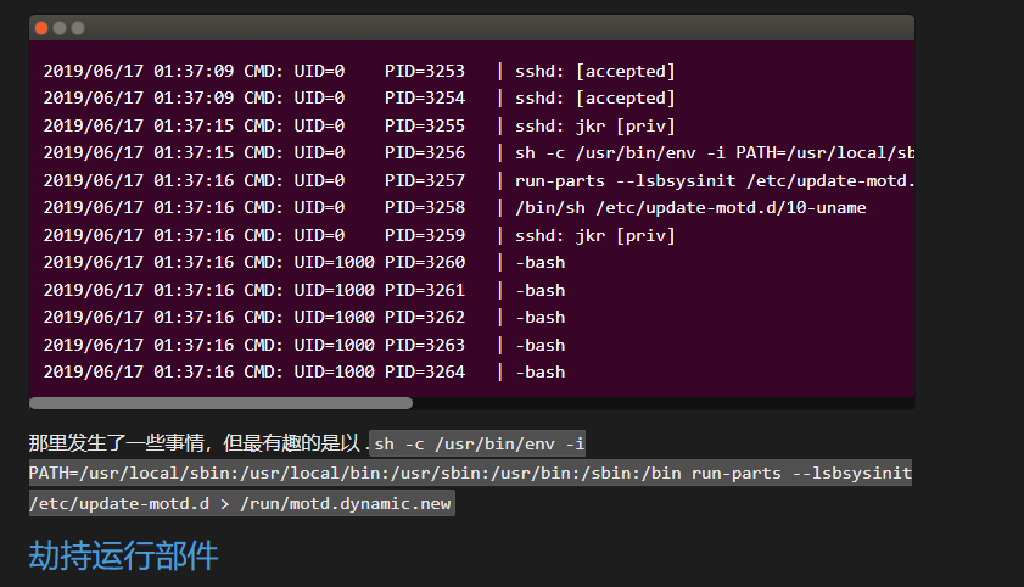 2019/06/17 01:37:09 CMD: UID=0    PID=3253   | sshd: [accepted]
2019/06/17 01:37:09 CMD: UID=0    PID=3254   | sshd: [accepted]
2019/06/17 01:37:15 CMD: UID=0    PID=3255   | sshd: jkr [priv]
2019/06/17 01:37:15 CMD: UID=0    PID=3256   | sh -c /usr/bin/env -i PATH=/usr/local/sb
2019/06/17 01:37:16 CMD: UID=0    PID=3257   | run-parts --lsbsysinit /etc/update-motd.
2019/06/17 01:37:16 CMD: UID=0    PID=3258   | /bin/sh /etc/update-motd.d/10-uname
2019/06/17 01:37:16 CMD: UID=0    PID=3259   | sshd: jkr [priv]
2019/06/17 01:37:16 CMD: UID=1000 PID=3260   | -bash
2019/06/17 01:37:16 CMD: UID=1000 PID=3261   | -bash
2019/06/17 01:37:16 CMD: UID=1000 PID=3262   | -bash
2019/06/17 01:37:16 CMD: UID=1000 PID=3263   | -bash
2019/06/17 01:37:16 CMD: UID=1000 PID=3264   | -bash
那里发生了一些事情，但最有趣的是以 .sh -c /usr/bin/env -i
PATH=/usr/local/sbin:/usr/local/bin:/usr/sbin:/usr/bin:/sbin:/bin run-parts --lsbsysinit
/etc/update-motd.d > /run/motd.dynamic.new
劫持运行部件